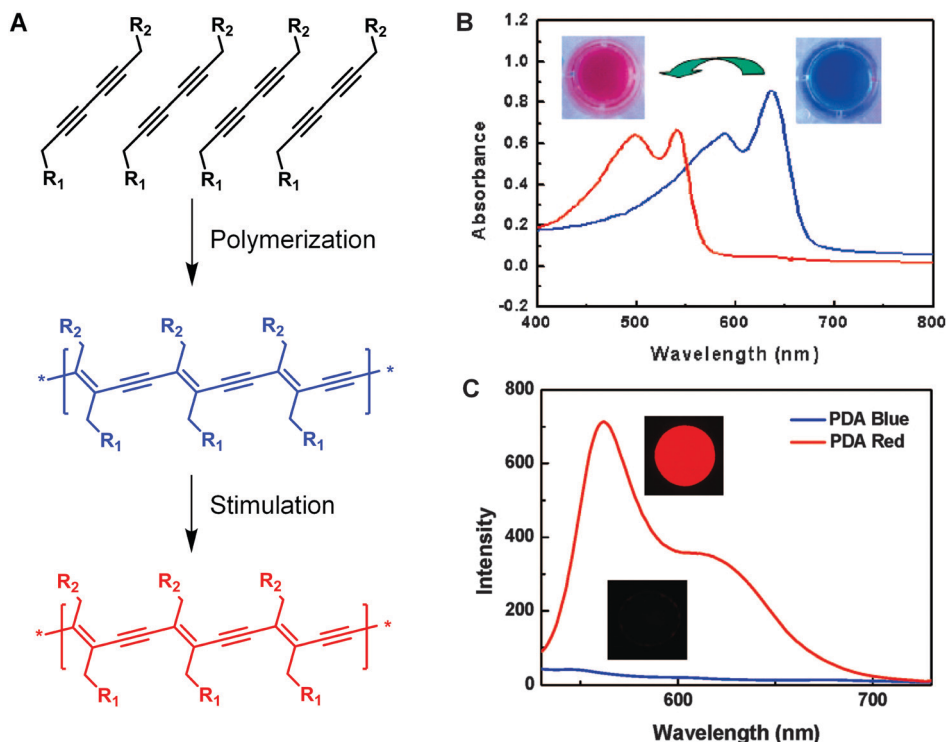 A
R2 R2 R2 R2
R1 R1 R1 R1
Polymerization
R2 R2 R2
* *
R1 R1 R1
Stimulation
R2 R2 R2
* *
R1 R1 R1
B
1.2
1.0
0.8
0.6
0.4
0.2
0.0
-0.2
Absorbance
400 500 600 700 800
Wavelength (nm)
C
800
600
400
200
0
Intensity
PDA Blue
PDA Red
600 700
Wavelength (nm)